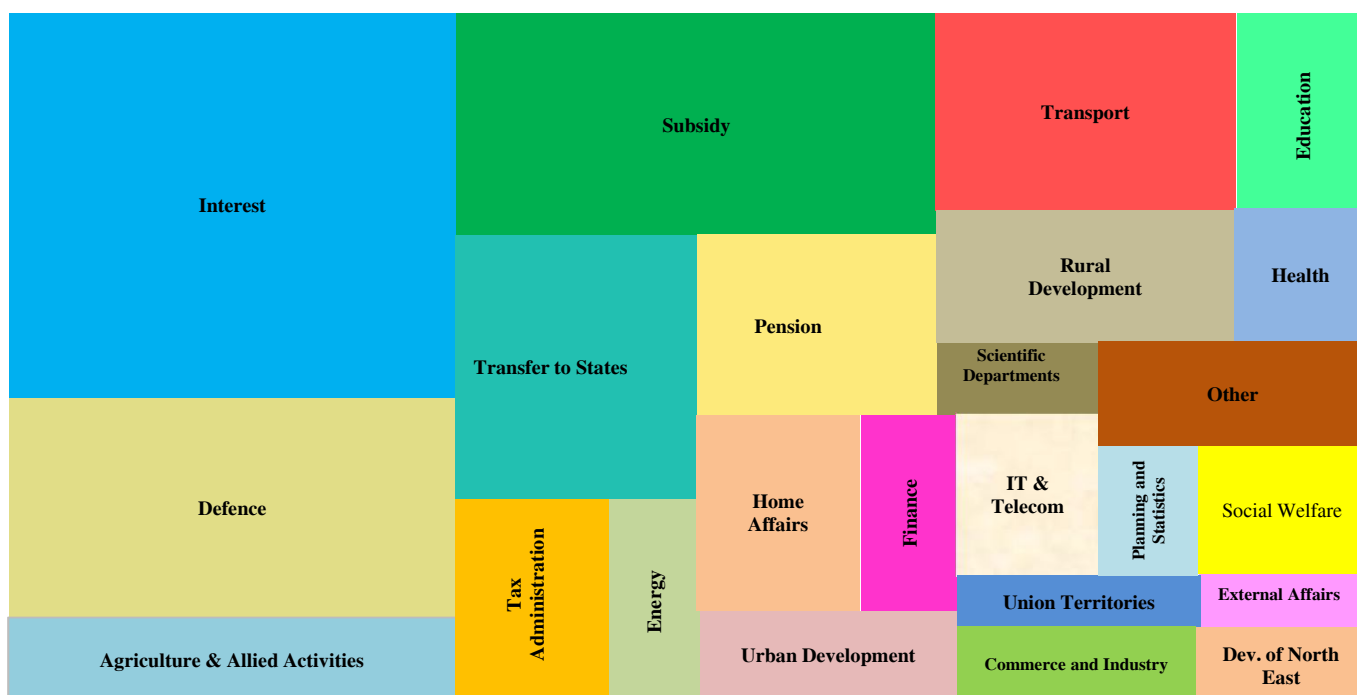 Interest
Defence
Agriculture & Allied Activities
Subsidy
Transfer to States
Pension
Tax
Administration
Energy
Home
Affairs
Finance
Urban Development
Transport
Education
Rural
Development
Health
Scientific
Departments
Other
IT &
Telecom
Planning and
Statistics
Social Welfare
Union Territories
External Affairs
Commerce and Industry
Dev. of North
East